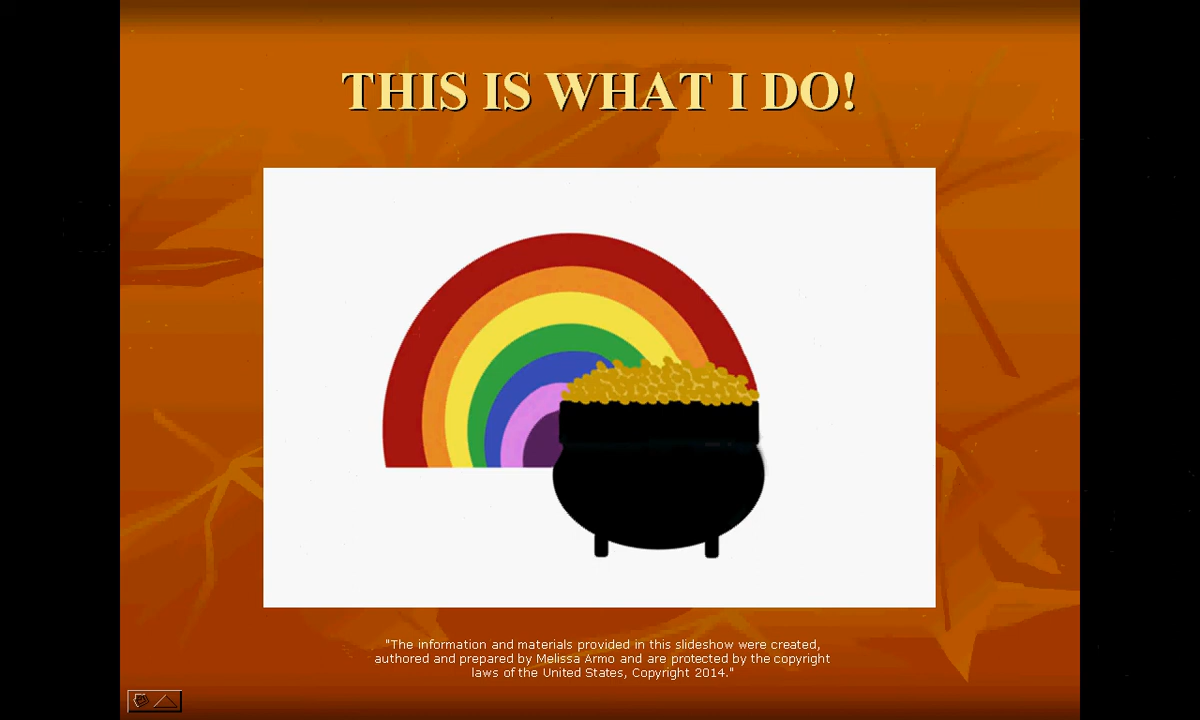 THIS IS WHAT I DO!
"The information and materials provided in this slideshow were created,
authored and prepared by Melissa Armo and are protected by the copyright
laws of the United States, Copyright 2014."